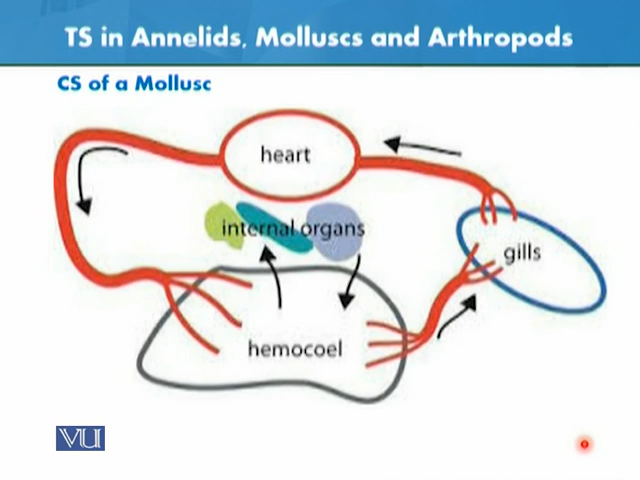 TS in Annelids, Molluscs and Arthropods
CS of a Mollusc
heart
internal organs
gills
hemocoel
VU